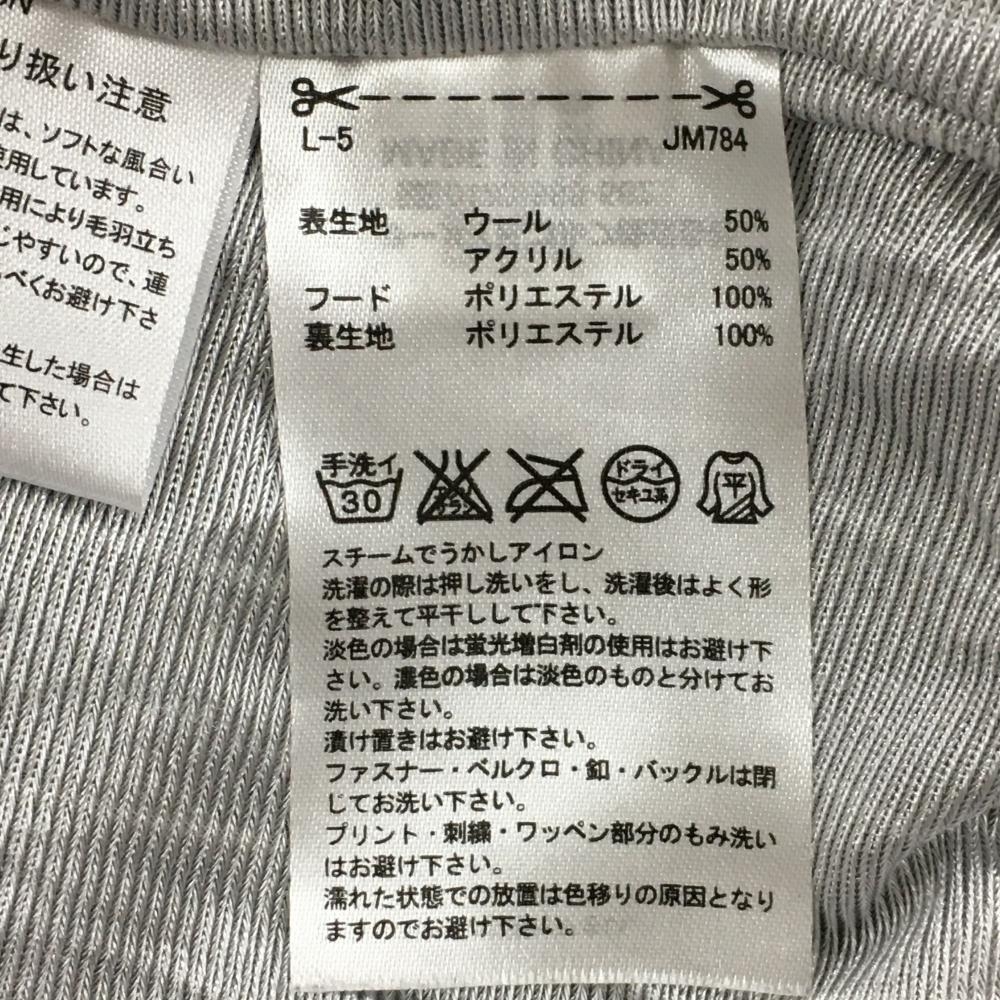 り扱い注意
は、ソフトな風合い
使用しています。
用により毛羽立ち
じやすいので、連
べくお避け下さ
生した場合は
て下さい。
L-5 JM784
表生地 ウール 50%
アクリル 50%
フード ポリエステル 100%
裏生地 ポリエステル 100%
手洗イ
30
ドライ
セキユ系
平
スチームでうかしアイロン
洗濯の際は押し洗いをし、洗濯後はよく形
を整えて平干しして下さい。
淡色の場合は蛍光増白剤の使用はお避け下
さい。濃色の場合は淡色のものと分けてお
洗い下さい。
漬け置きはお避け下さい。
ファスナー・ベルクロ・釦・バックルは閉
じてお洗い下さい。
プリント・刺繍・ワッペン部分のもみ洗い
はお避け下さい。
濡れた状態での放置は色移りの原因となり
ますのでお避け下さい。